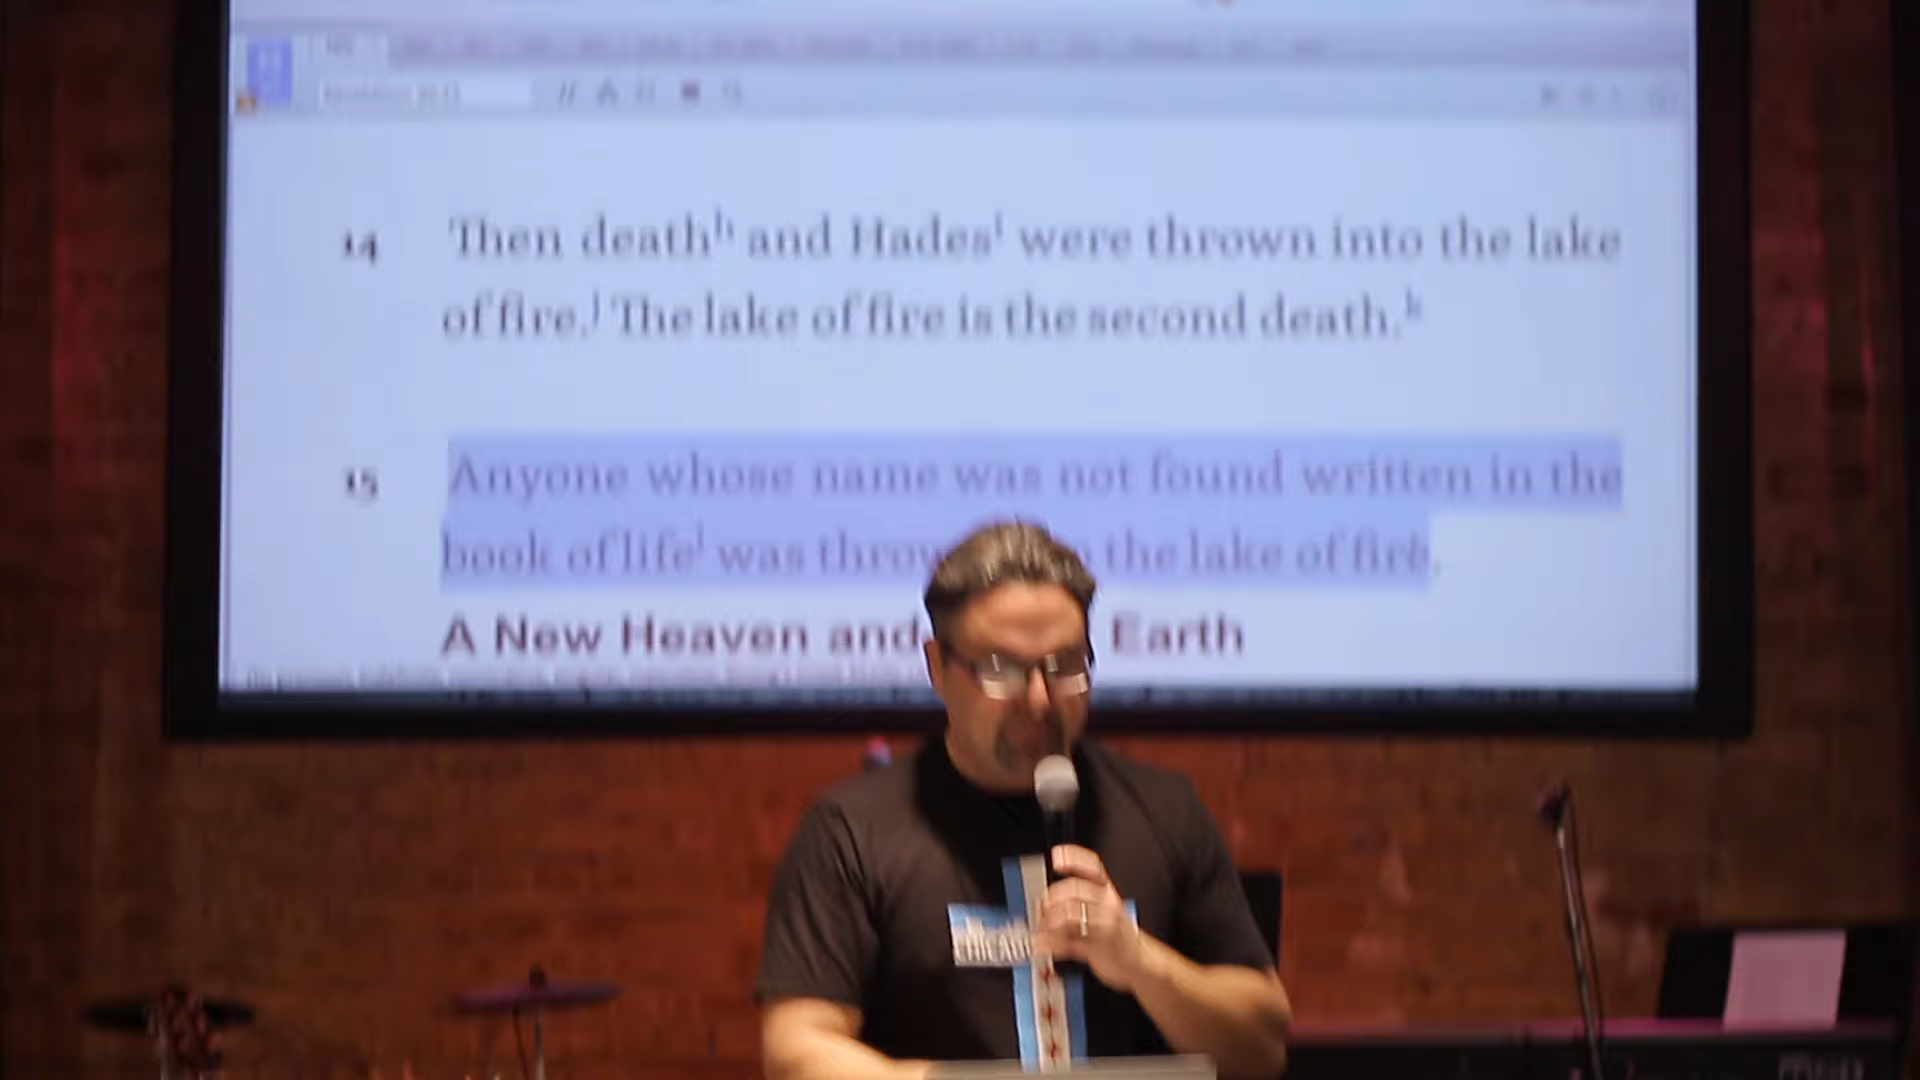 14 Then death h and Hades i were thrown into the lake
of fire. j The lake of fire is the second death. k
15 Anyone whose name was not found written in the
book of life l was the lake of fire.
A New Heaven and Earth